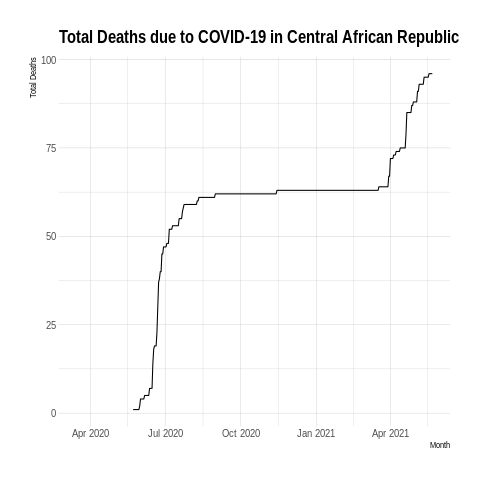 Total Deaths due to COVID-19 in Central African Republic
Total Deaths
100
75
50
25
0
Apr 2020 Jul 2020 Oct 2020 Jan 2021 Apr 2021
Month